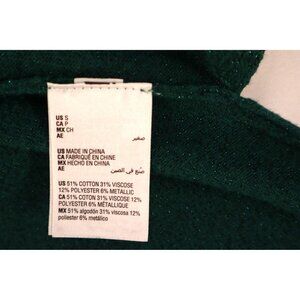 US S
CA P
MX CH
AE صغير
US MADE IN CHINA
CA FABRIQUÉ EN CHINE
MX HECHO EN CHINA
AE صنع في الصين
US 51% COTTON 31% VISCOSE
12% POLYESTER 6% METALLIC
CA 51% COTON 31% VISCOSE
12% POLYESTER 6% MÉTALLIQUE
MX 51% algodón 31% viscosa 12%
poliester 6% metálico